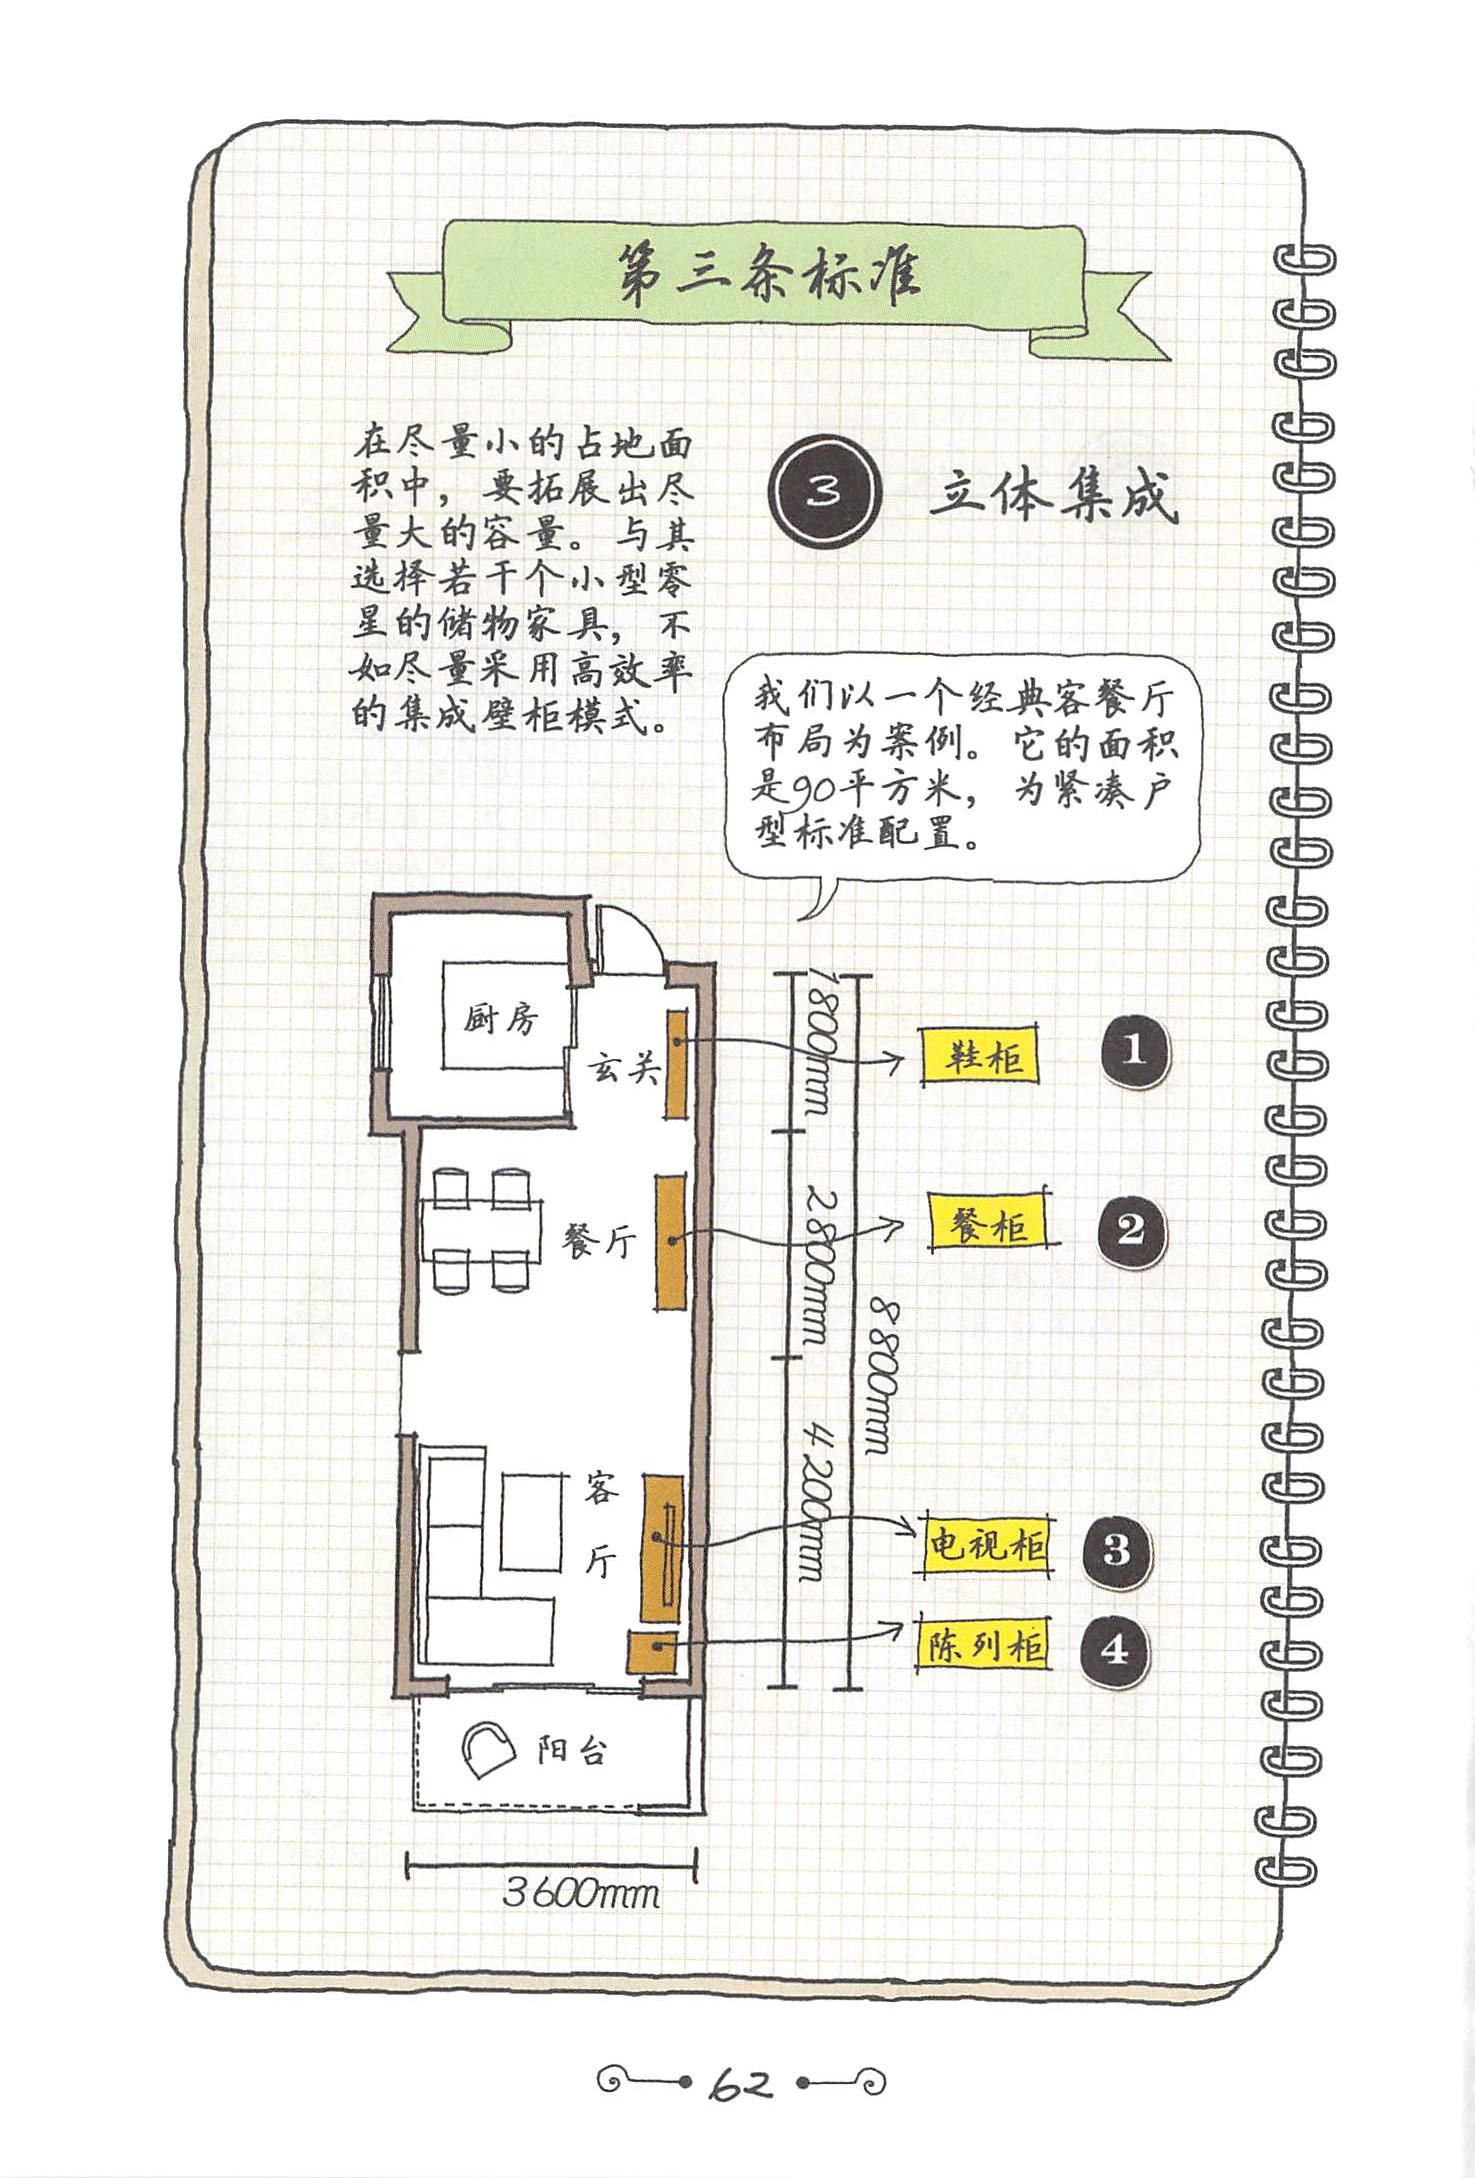 第三条标准
在尽量小的占地面
积中，要拓展出尽
量大的容量。与其
选择若干个小型零
星的储物家具，不
如尽量采用高效率
的集成壁柜模式。
3 立体集成
我们以一个经典客餐厅
布局为案例。它的面积
是90平方米，为紧凑户
型标准配置。
厨房
玄关
1800mm
鞋柜
1
餐厅
2800mm
餐柜
2
8800mm
客
厅
4200mm
电视柜
3
陈列柜
4
阳台
3600mm
62